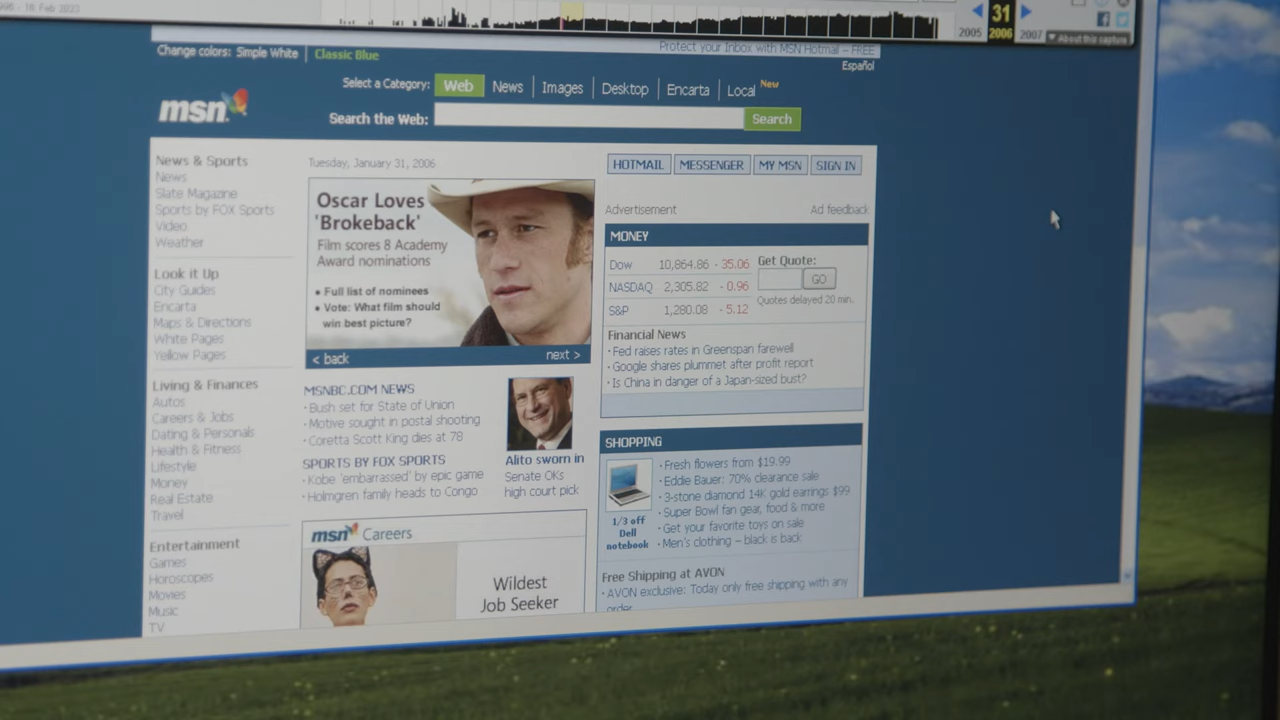 18 Feb 2022
31
2005 2006 2007
About this capture
Change colors: Simple White | Classic Blue
Protect your Inbox with MSN Hotmail – FREE
Español
Select a Category: Web News Images Desktop Encarta Local New
msn
Search the Web: Search
News & Sports
News
Slate Magazine
Sports by FOX Sports
Video
Weather
Look it Up
City Guides
Encarta
Maps & Directions
White Pages
Yellow Pages
Living & Finances
Autos
Careers & Jobs
Dating & Personals
Health & Fitness
Lifestyle
Money
Real Estate
Travel
Entertainment
Games
Horoscopes
Movies
Music
TV
Tuesday, January 31, 2006
Oscar Loves
'Brokeback'
Film scores 8 Academy
Award nominations
• Full list of nominees
• Vote: What film should
win best picture?
< back next >
MSNBC.COM NEWS
· Bush set for State of Union
· Motive sought in postal shooting
· Coretta Scott King dies at 78
SPORTS BY FOX SPORTS
· Kobe 'embarrassed' by epic game
· Holmgren family heads to Congo
Alito sworn in
Senate OKs
high court pick
msn Careers
Wildest
Job Seeker
HOTMAIL MESSENGER MY MSN SIGN IN
Advertisement Ad feedback
MONEY
Dow 10,864.86 - 35.06
NASDAQ 2,305.82 - 0.96
S&P 1,280.08 - 5.12
Get Quote:
GO
Quotes delayed 20 min.
Financial News
· Fed raises rates in Greenspan farewell
· Google shares plummet after profit report
· Is China in danger of a Japan-sized bust?
SHOPPING
1/3 off
Dell
notebook
· Fresh flowers from $19.99
· Eddie Bauer: 70% clearance sale
· 3-stone diamond 14K gold earrings $99
· Super Bowl fan gear, food & more
· Get your favorite toys on sale
· Men's clothing – black is back
Free Shipping at AVON
· AVON exclusive: Today only free shipping with any
order